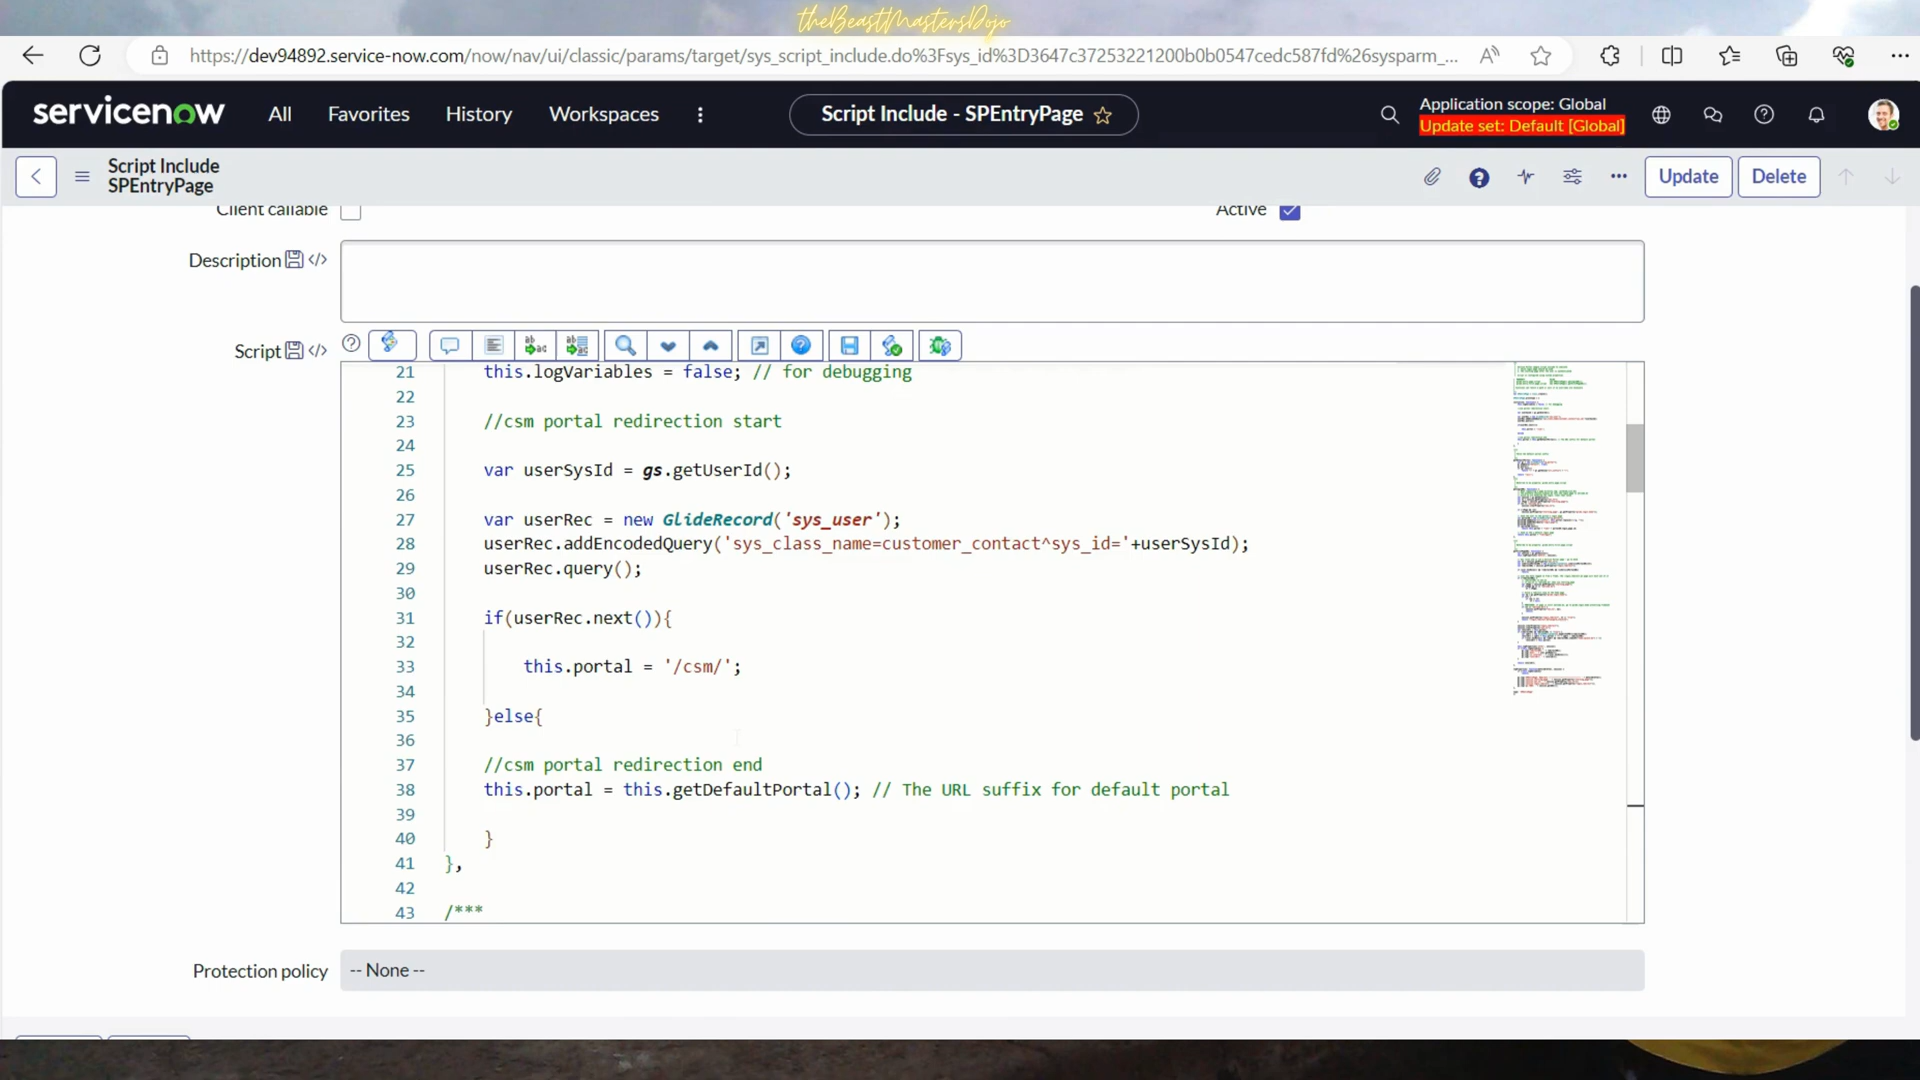 theBeastMastersDojo
https://dev94892.service-now.com/now/nav/ui/classic/params/target/sys_script_include.do%3Fsys_id%3D3647c37253221200b0b0547cedc587fd%26sysparm_...
servicenow All Favorites History Workspaces Script Include - SPEntryPage Application scope: Global
Update set: Default [Global]
Script Include
SPEntryPage
Update Delete
Client callable Active
Description
Script
21 this.logVariables = false; // for debugging
22
23 //csm portal redirection start
24
25 var userSysId = gs.getUserId();
26
27 var userRec = new GlideRecord('sys_user');
28 userRec.addEncodedQuery('sys_class_name=customer_contact^sys_id='+userSysId);
29 userRec.query();
30
31 if(userRec.next()){
32
33 this.portal = '/csm/';
34
35 }else{
36
37 //csm portal redirection end
38 this.portal = this.getDefaultPortal(); // The URL suffix for default portal
39
40 }
41 },
42
43 /***
Protection policy -- None --